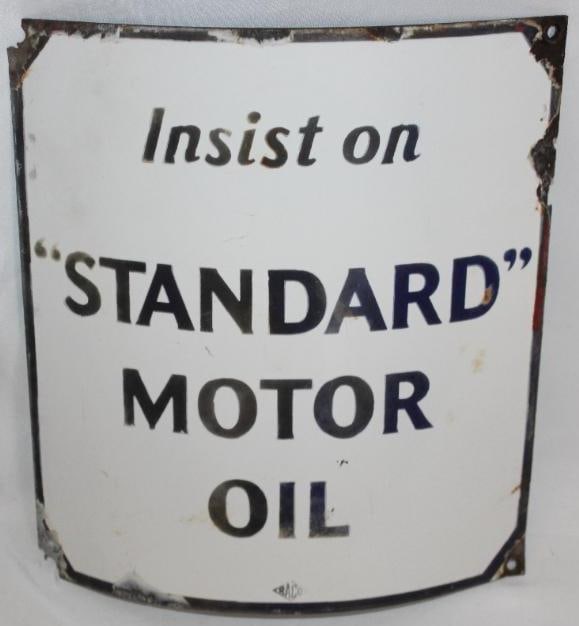 Insist on
“STANDARD”
MOTOR
OIL